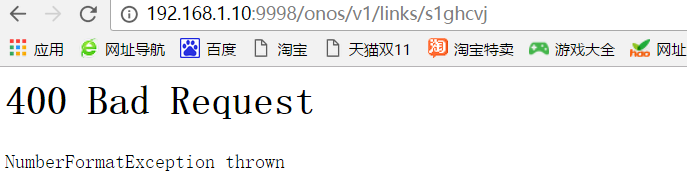 192.168.1.10:9998/onos/v1/links/s1ghcvj
应用 网址导航 百度 淘宝 天猫双11 淘 淘宝特卖 游戏大全 hao 网址
400 Bad Request
NumberFormatException thrown